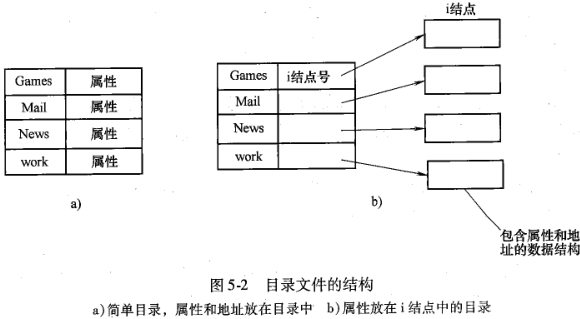 i结点
Games 属性
Mail 属性
News 属性
work 属性
a)
Games i结点号
Mail
News
work
b)
包含属性和地
址的数据结构
图 5-2 目录文件的结构
a)简单目录，属性和地址放在目录中 b)属性放在 i 结点中的目录